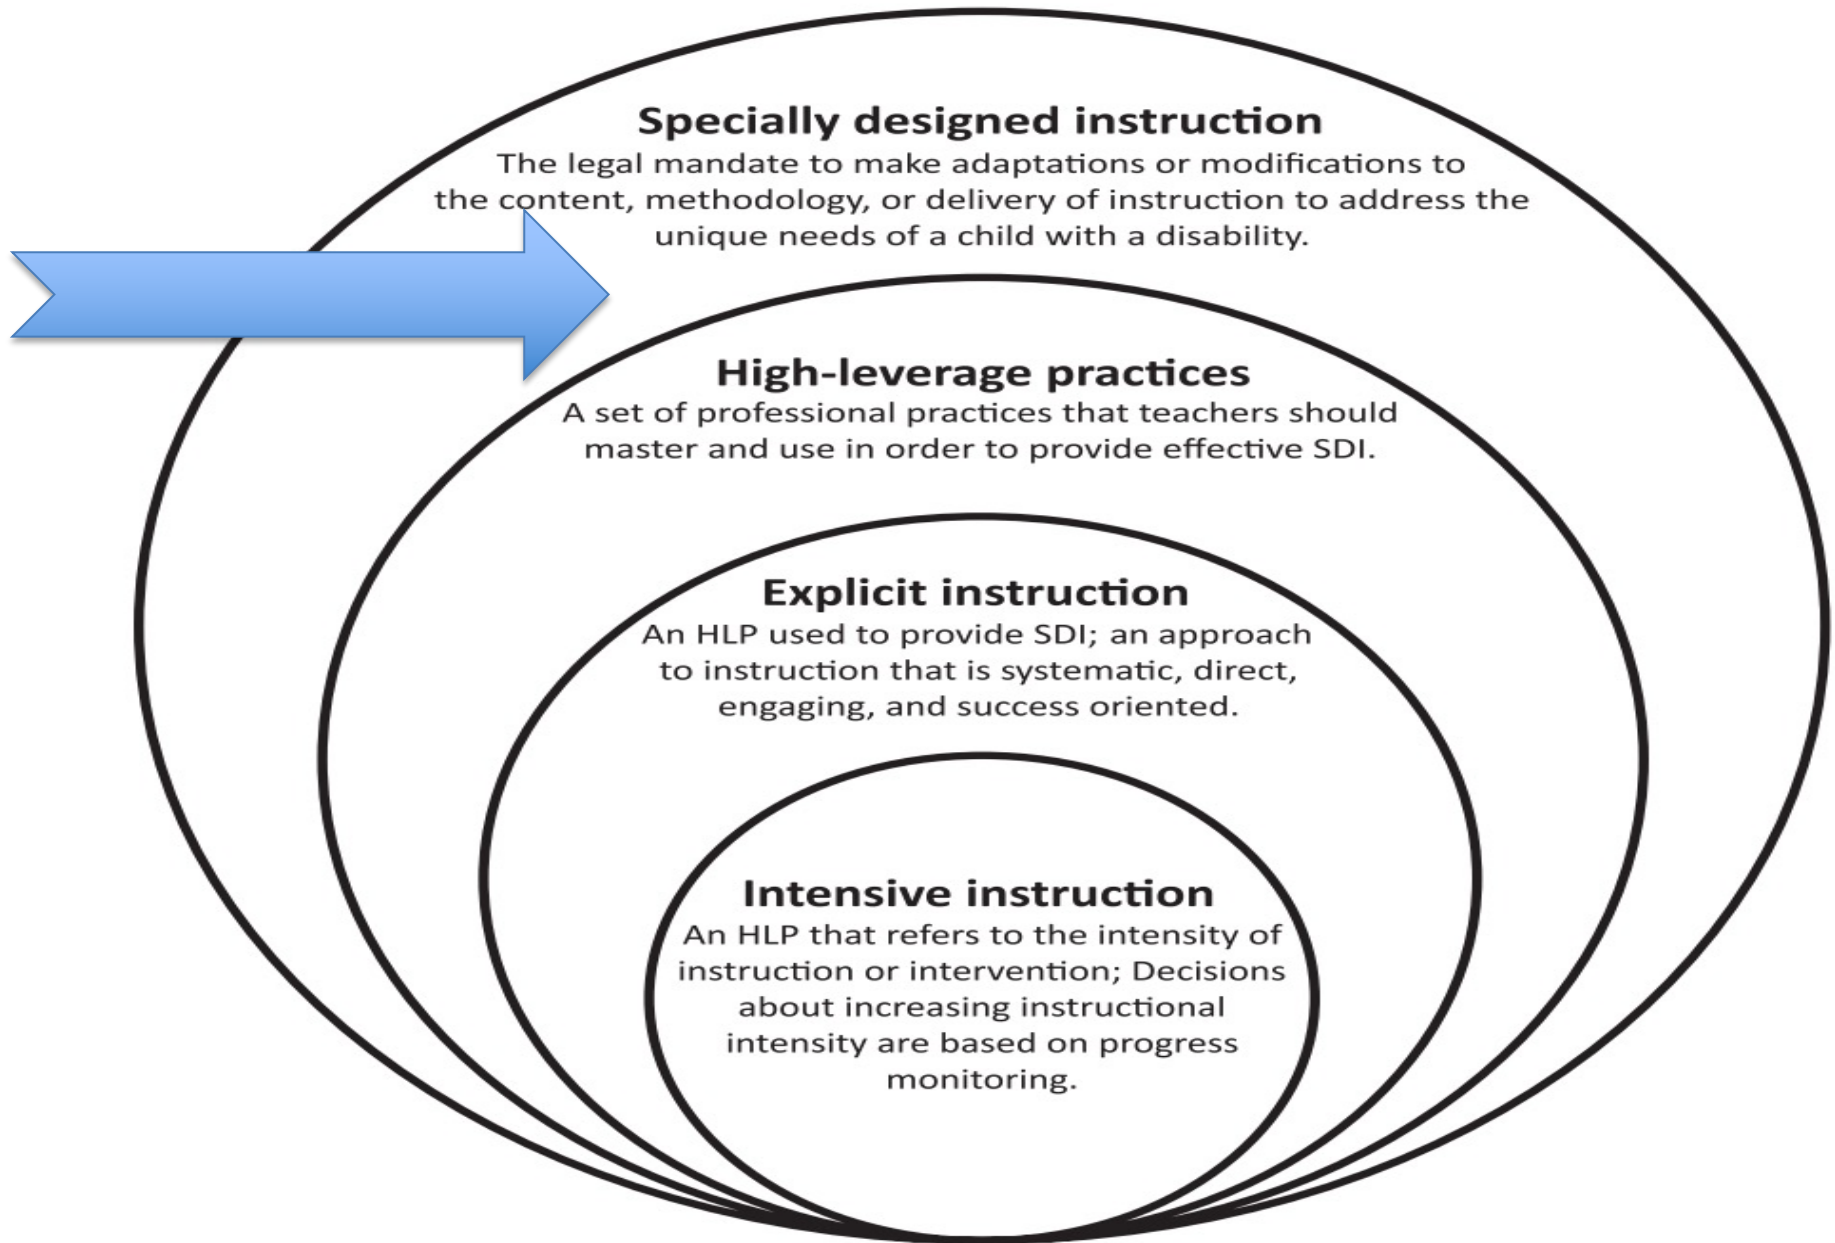 Specially designed instruction
The legal mandate to make adaptations or modifications to
the content, methodology, or delivery of instruction to address the
unique needs of a child with a disability.
High-leverage practices
A set of professional practices that teachers should
master and use in order to provide effective SDI.
Explicit instruction
An HLP used to provide SDI; an approach
to instruction that is systematic, direct,
engaging, and success oriented.
Intensive instruction
An HLP that refers to the intensity of
instruction or intervention; Decisions
about increasing instructional
intensity are based on progress
monitoring.